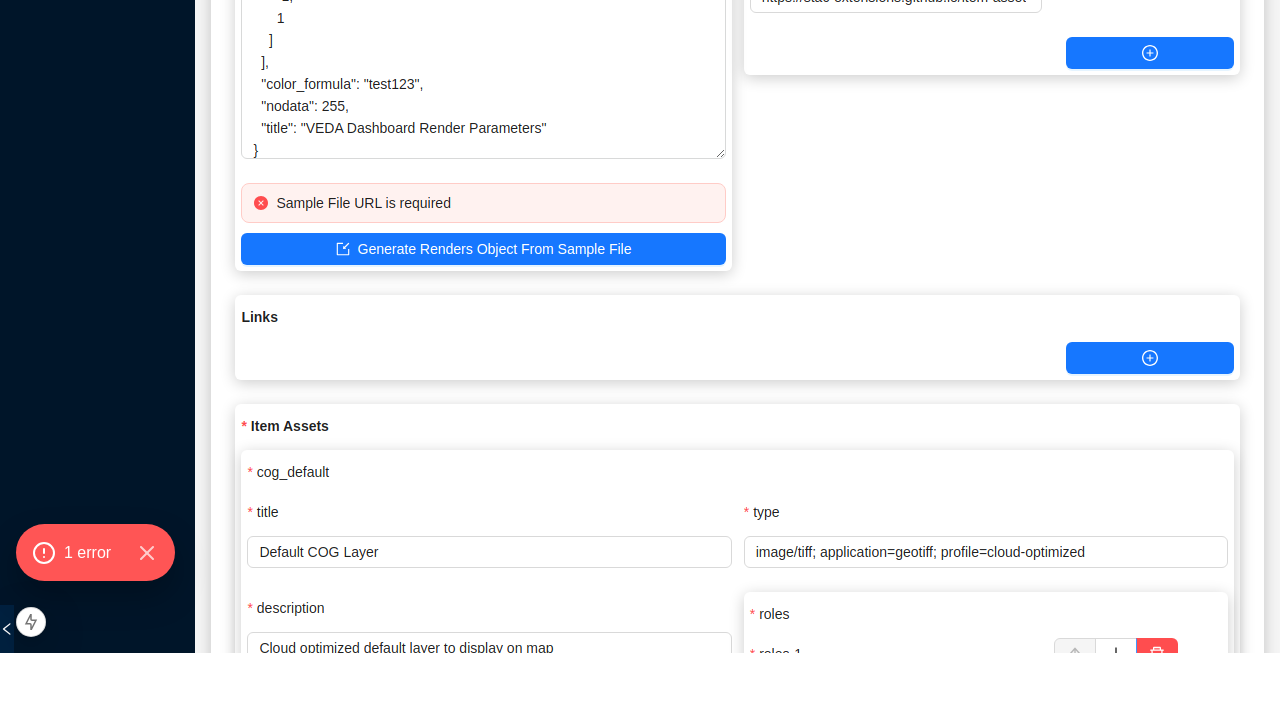 1
]
],
"color_formula": "test123",
"nodata": 255,
"title": "VEDA Dashboard Render Parameters"
}
Sample File URL is required
Generate Renders Object From Sample File
Links
* Item Assets
* cog_default
* title
* type
Default COG Layer
image/tiff; application=geotiff; profile=cloud-optimized
1 error
* description
* roles
Cloud optimized default layer to display on map
* roles-1